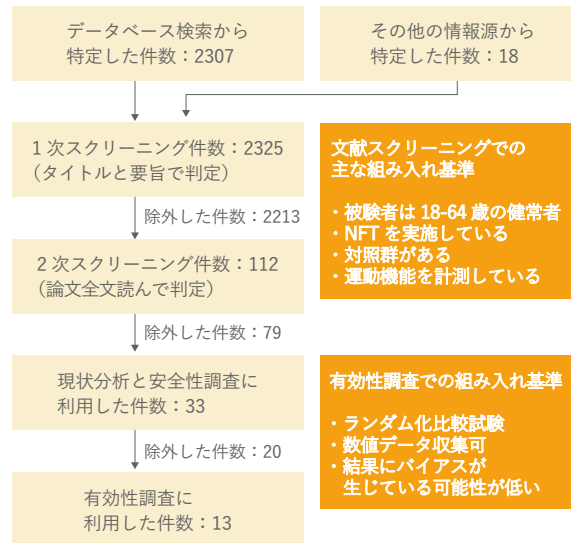 データベース検索から
特定した件数：2307
その他の情報源から
特定した件数：18
1次スクリーニング件数：2325
（タイトルと要旨で判定）
文献スクリーニングでの
主な組み入れ基準
・被験者は 18-64 歳の健常者
・NFT を実施している
・対照群がある
・運動機能を計測している
除外した件数：2213
2次スクリーニング件数：112
（論文全文読んで判定）
除外した件数：79
現状分析と安全性調査に
利用した件数：33
有効性調査での組み入れ基準
・ランダム化比較試験
・数値データ収集可
・結果にバイアスが
生じている可能性が低い
除外した件数：20
有効性調査に
利用した件数：13